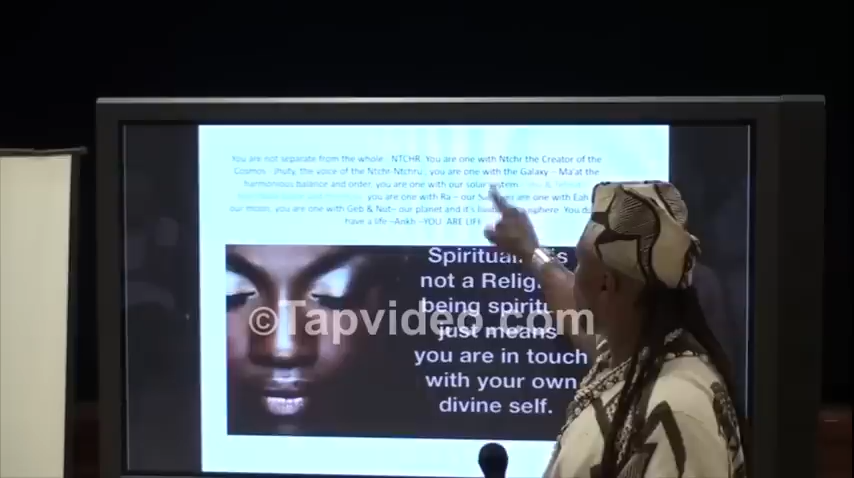 You are not separate from the whole . NTCHR. You are one with Ntchr the Creator of the
Cosmos - Jhuty, the voice of the Ntchr Ntchru , you are one with the Galaxy – Ma'at the
harmonious balance and order, you are one with our solar system.
you are one with Ra – our are one with Eah
our moon, you are one with Geb & Nut– our planet and it's You
have a life –Ankh –YOU ARE LIFE
Spiritual is
not a
being
just means
you are in touch
with your own
divine self.
©Tapvideo.com